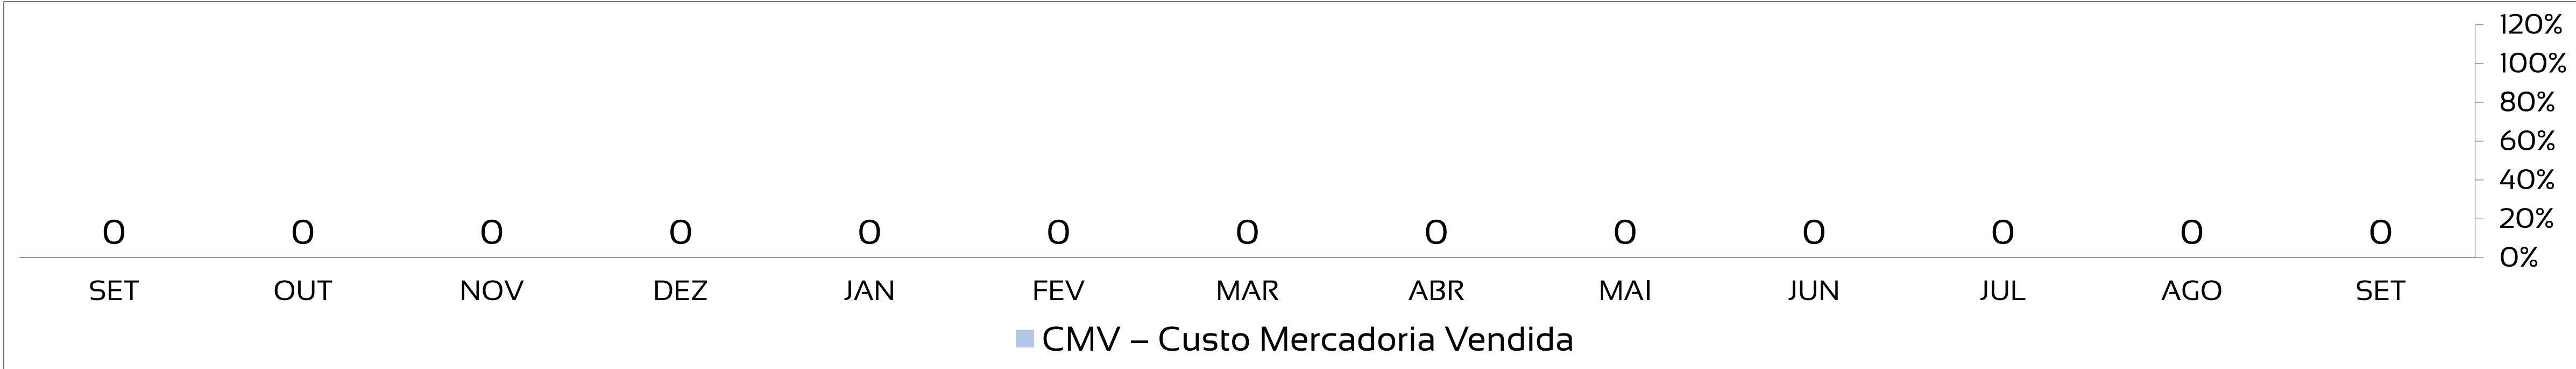 120%
100%
80%
60%
40%
20%
0%
0 0 0 0 0 0 0 0 0 0 0 0 0
SET OUT NOV DEZ JAN FEV MAR ABR MAI JUN JUL AGO SET
CMV – Custo Mercadoria Vendida